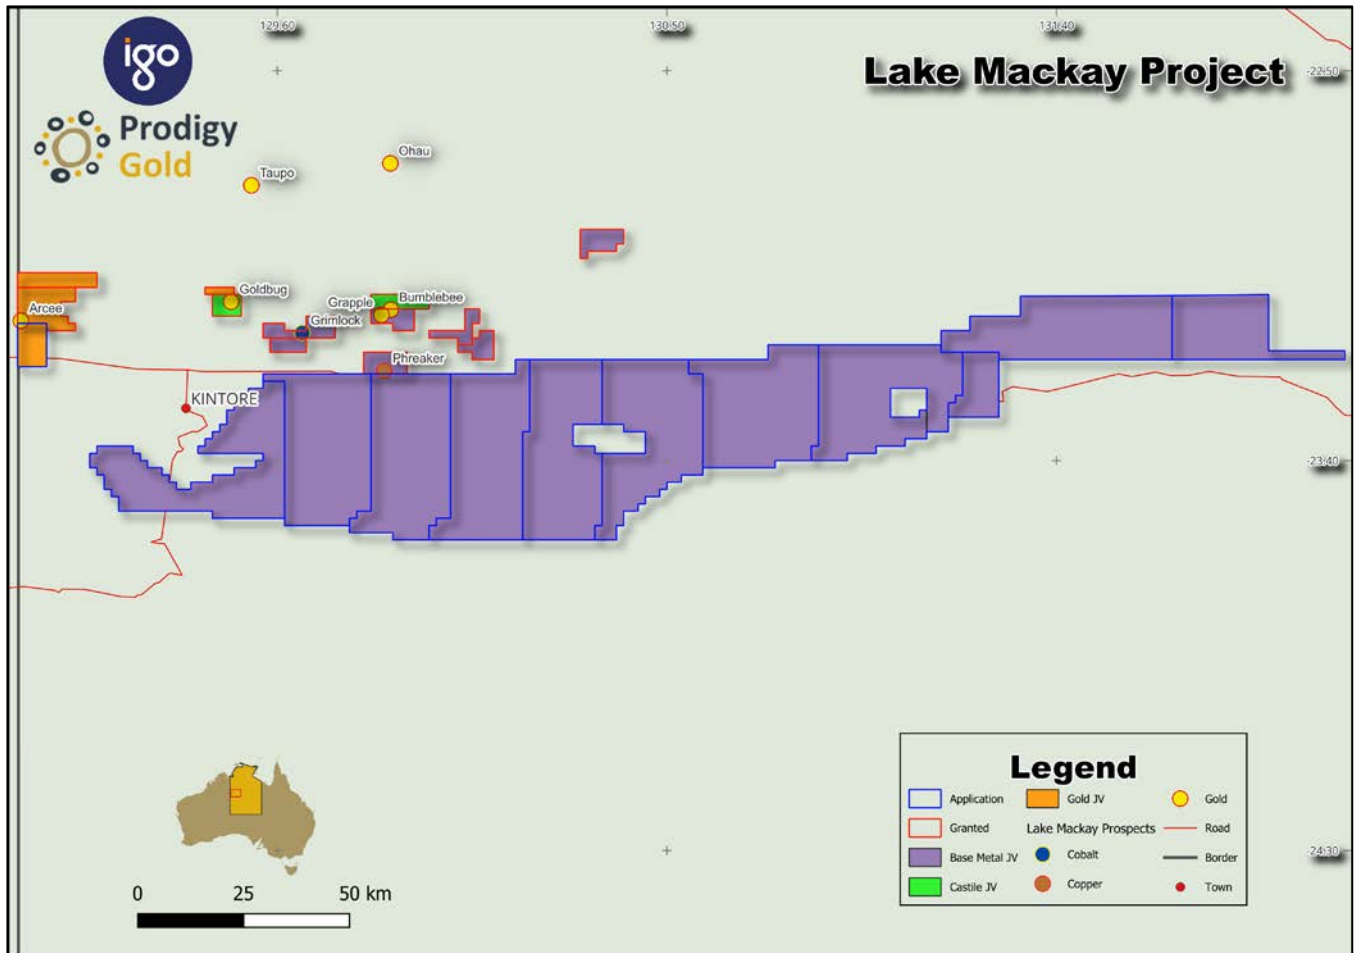 129.60
130.50
131.40
igo
Lake Mackay Project
-22.50
Prodigy
Gold
Ohau
Taupo
Goldbug
Grapple
Bumblebee
Arcee
Grimlock
Phreaker
KINTORE
-23.40
Legend
Application
Gold JV
Gold
Granted
Lake Mackay Prospects
Road
Base Metal JV
Cobalt
Border
Castile JV
Copper
Town
-24.30
0 25 50 km